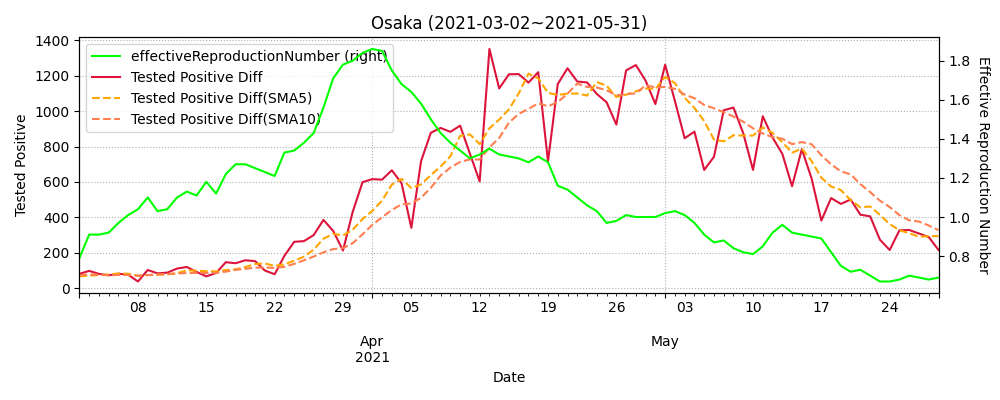 Osaka (2021-03-02~2021-05-31)
effectiveReproductionNumber (right)
Tested Positive Diff
Tested Positive Diff(SMA5)
Tested Positive Diff(SMA10)
Tested Positive
1400
1200
1000
800
600
400
200
0
Effective Reproduction Number
1.8
1.6
1.4
1.2
1.0
0.8
08 15 22 29 05 12 19 26 03 10 17 24
Apr May
2021
Date